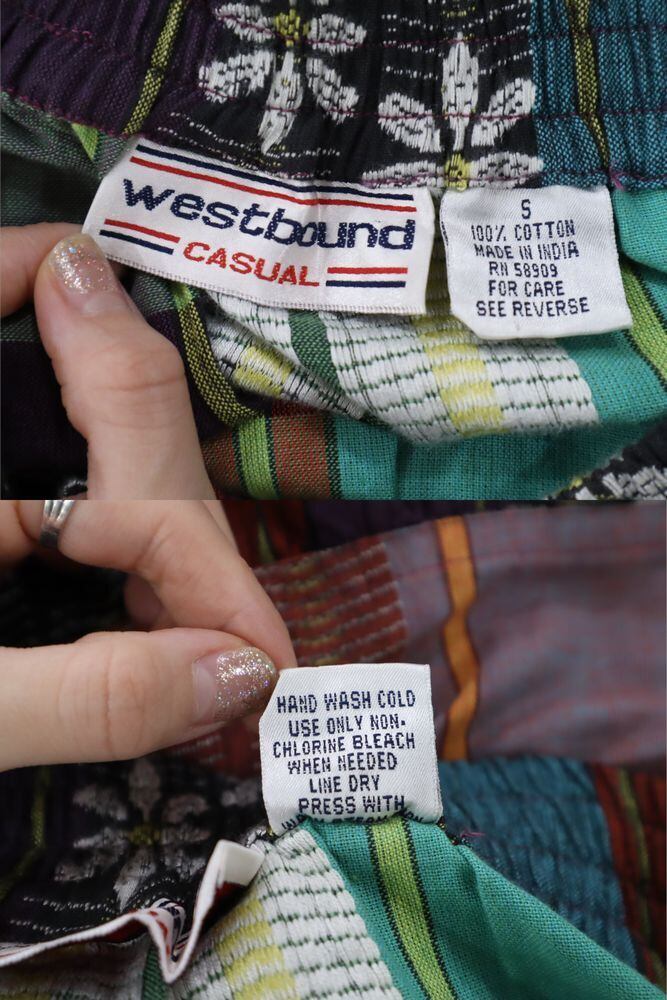 westbound
CASUAL
S
100% COTTON
MADE IN INDIA
RN 58909
FOR CARE
SEE REVERSE
HAND WASH COLD
USE ONLY NON-
CHLORINE BLEACH
WHEN NEEDED
LINE DRY
PRESS WITH